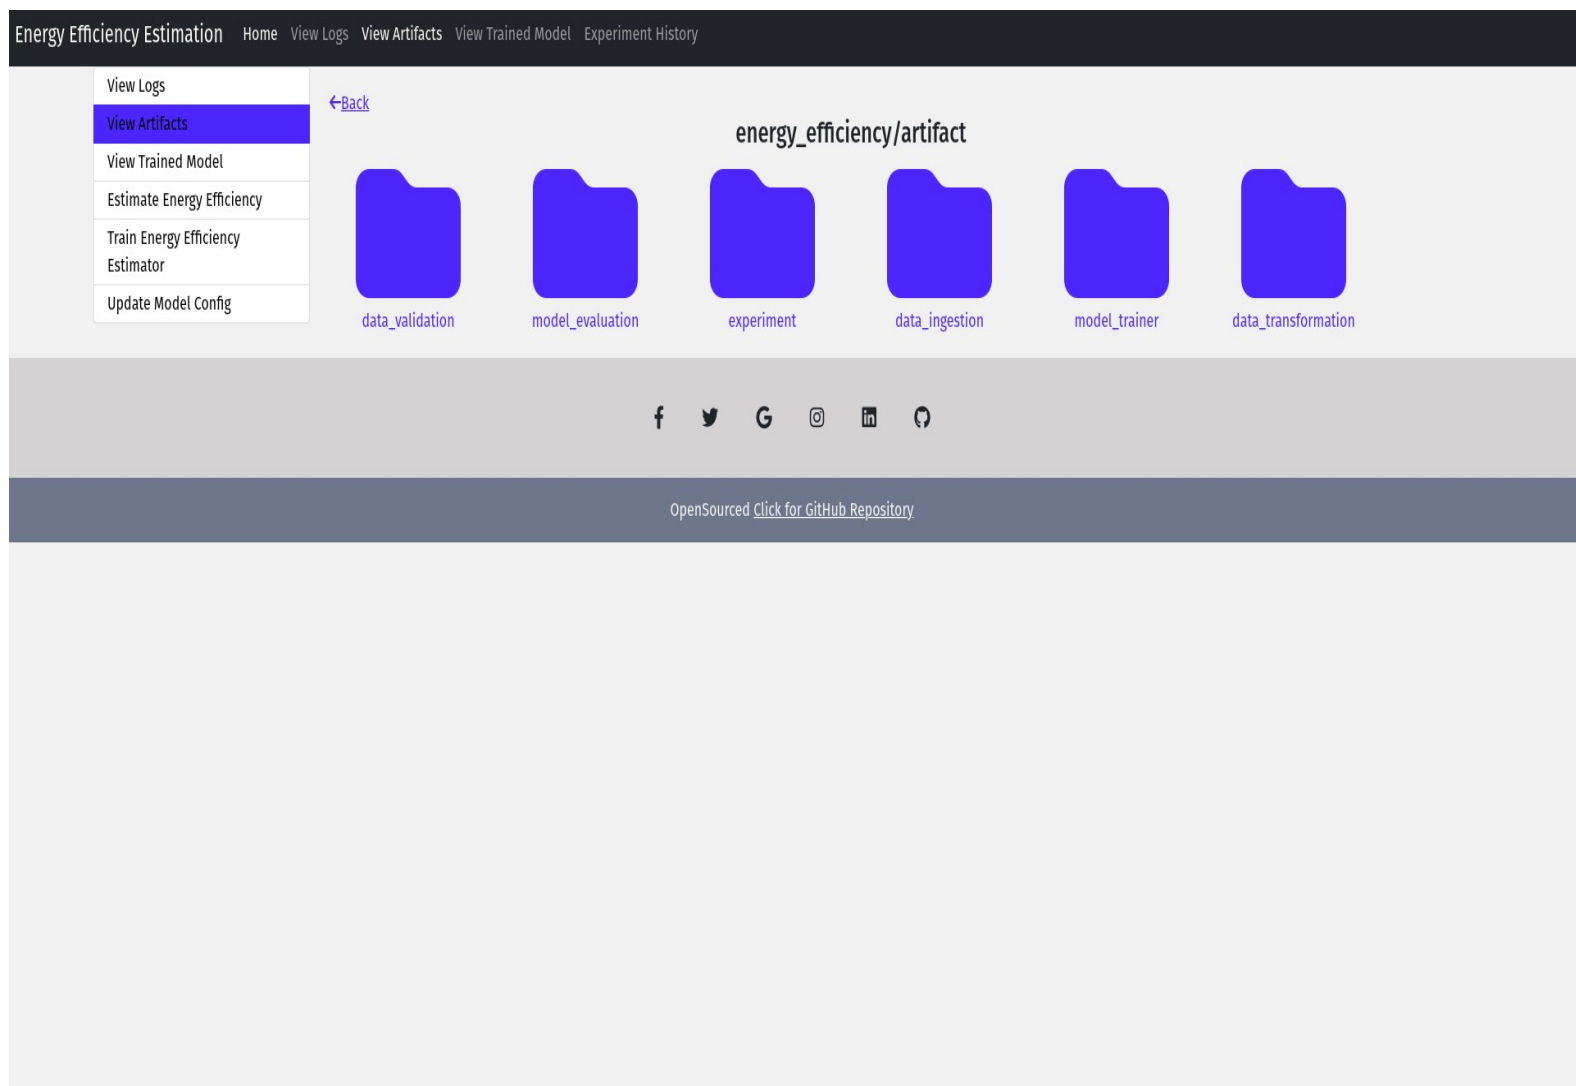 Energy Efficiency Estimation Home View Logs View Artifacts View Trained Model Experiment History
View Logs
View Artifacts
View Trained Model
Estimate Energy Efficiency
Train Energy Efficiency
Estimator
Update Model Config
Back
energy_efficiency/artifact
data_validation model_evaluation experiment data_ingestion model_trainer data_transformation
OpenSourced Click for GitHub Repository